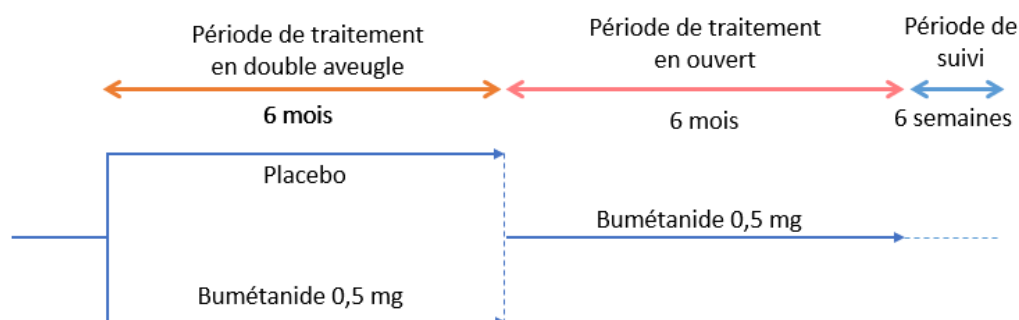 Période de traitement
en double aveugle
6 mois
Période de traitement
en ouvert
6 mois
Période de
suivi
6 semaines
Placebo
Bumétanide 0,5 mg
Bumétanide 0,5 mg